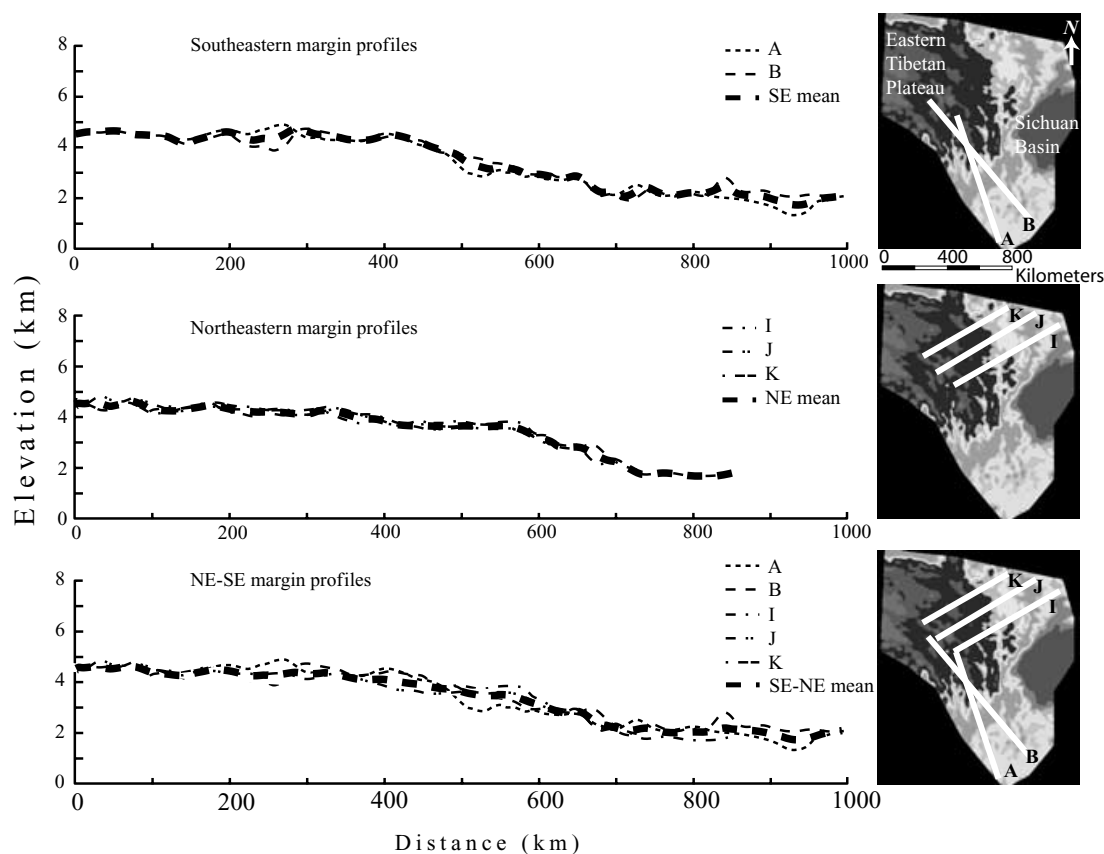 Southeastern margin profiles
A
B
SE mean
8
6
4
2
0
0
200
400
600
800
1000
Eastern
Tibetan
Plateau
N
Sichuan
Basin
B
A
0 400 800
Kilometers
Elevation (km)
Northeastern margin profiles
I
J
K
NE mean
8
6
4
2
0
0
200
400
600
800
1000
K
J
I
NE-SE margin profiles
A
B
I
J
K
SE-NE mean
8
6
4
2
0
0
200
400
600
800
1000
K
J
I
B
A
Distance (km)